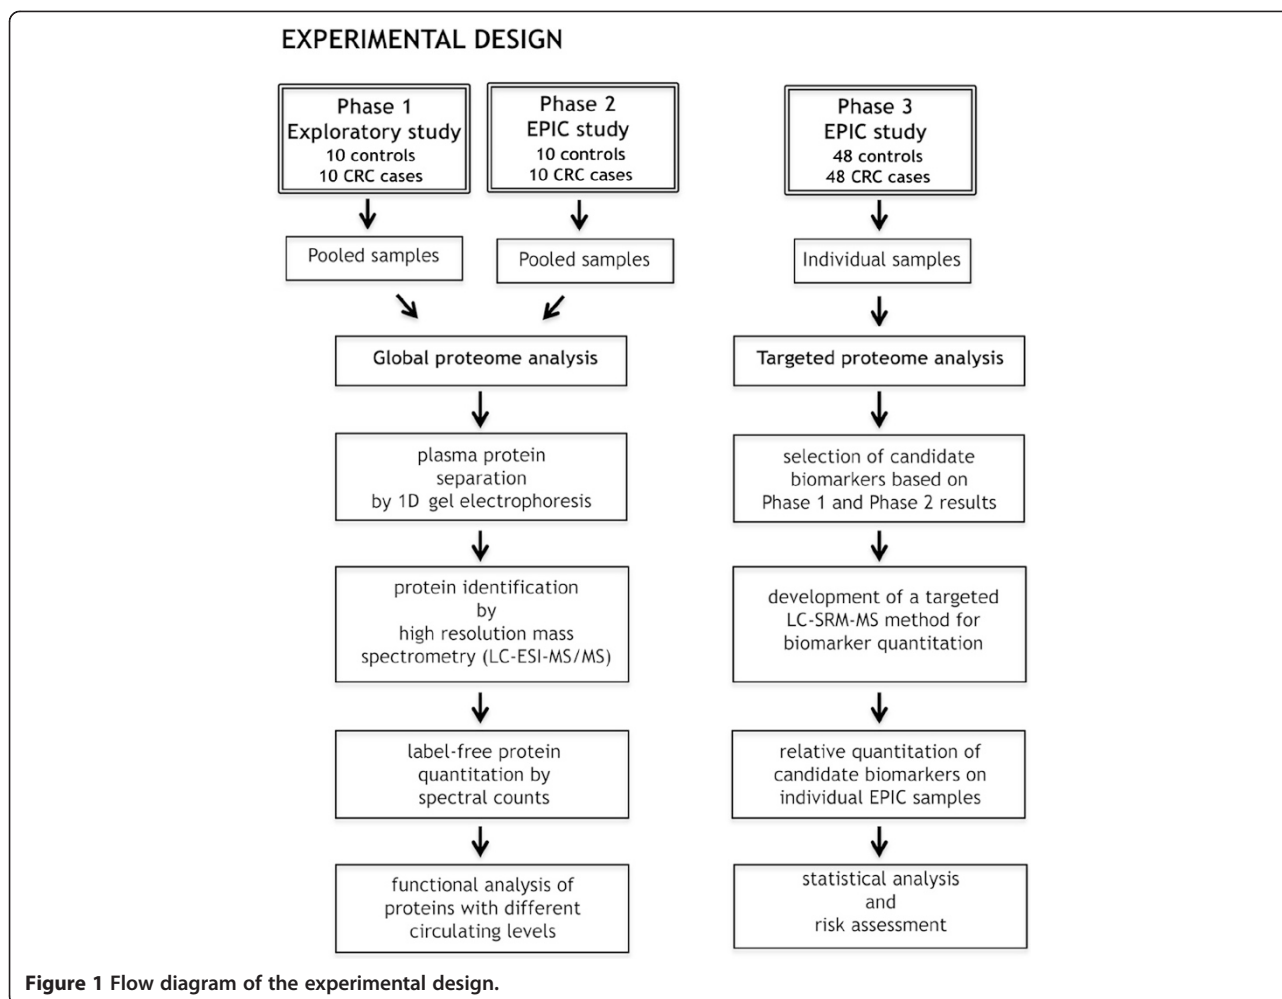 EXPERIMENTAL DESIGN
Phase 1
Exploratory study
10 controls
10 CRC cases
Phase 2
EPIC study
10 controls
10 CRC cases
Phase 3
EPIC study
48 controls
48 CRC cases
Pooled samples
Pooled samples
Individual samples
Global proteome analysis
Targeted proteome analysis
plasma protein
separation
by 1D gel electrophoresis
selection of candidate
biomarkers based on
Phase 1 and Phase 2 results
protein identification
by
high resolution mass
spectrometry (LC-ESI-MS/MS)
development of a targeted
LC-SRM-MS method for
biomarker quantitation
label-free protein
quantitation by
spectral counts
relative quantitation of
candidate biomarkers on
individual EPIC samples
functional analysis of
proteins with different
circulating levels
statistical analysis
and
risk assessment
Figure 1 Flow diagram of the experimental design.